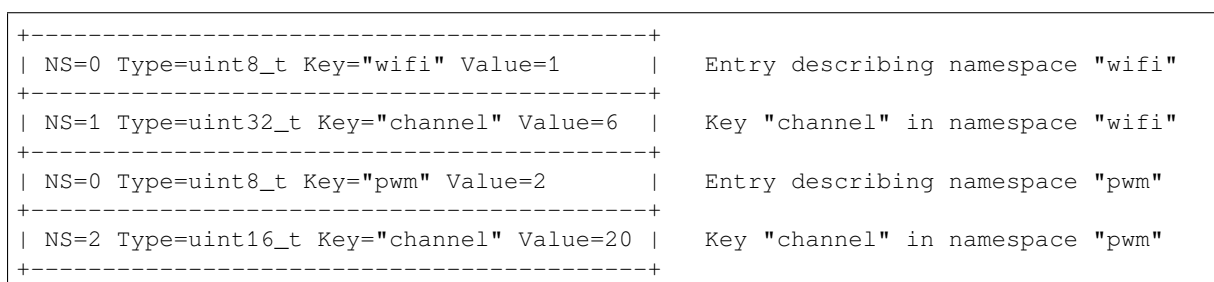 +-------------------------------------------+
| NS=0 Type=uint8_t Key="wifi" Value=1      |   Entry describing namespace "wifi"
+-------------------------------------------+
| NS=1 Type=uint32_t Key="channel" Value=6  |   Key "channel" in namespace "wifi"
+-------------------------------------------+
| NS=0 Type=uint8_t Key="pwm" Value=2       |   Entry describing namespace "pwm"
+-------------------------------------------+
| NS=2 Type=uint16_t Key="channel" Value=20 |   Key "channel" in namespace "pwm"
+-------------------------------------------+